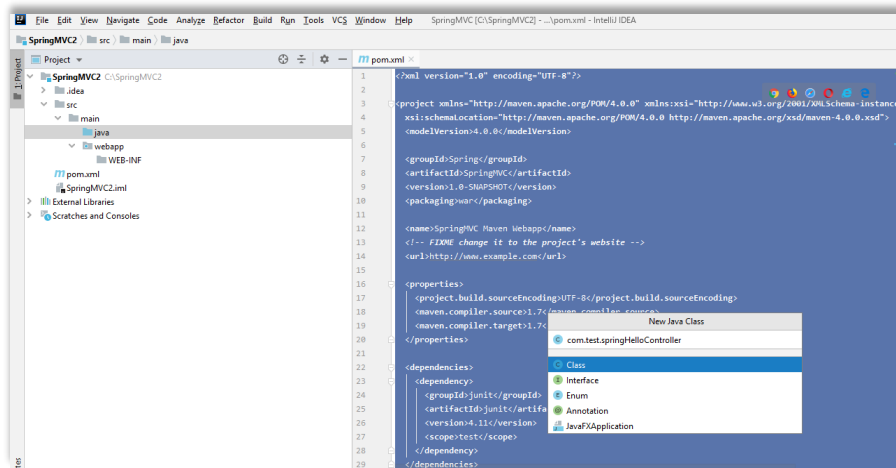 File Edit View Navigate Code Analyze Refactor Build Run Tools VCS Window Help SpringMVC [C:\SpringMVC2] - ...\pom.xml - IntelliJ IDEA
SpringMVC2 src main java
1: Project
Project
pom.xml
SpringMVC2 C:\SpringMVC2
.idea
src
main
java
webapp
WEB-INF
pom.xml
SpringMVC2.iml
External Libraries
Scratches and Consoles
1 <?xml version="1.0" encoding="UTF-8"?>
2
3 <project xmlns="http://maven.apache.org/POM/4.0.0" xmlns:xsi="http://www.w3.org/2001/XMLSchema-instance
4 xsi:schemaLocation="http://maven.apache.org/POM/4.0.0 http://maven.apache.org/xsd/maven-4.0.0.xsd">
5 <modelVersion>4.0.0</modelVersion>
6
7 <groupId>Spring</groupId>
8 <artifactId>SpringMVC</artifactId>
9 <version>1.0-SNAPSHOT</version>
10 <packaging>war</packaging>
11
12 <name>SpringMVC Maven Webapp</name>
13 <!-- FIXME change it to the project's website -->
14 <url>http://www.example.com</url>
15
16 <properties>
17 <project.build.sourceEncoding>UTF-8</project.build.sourceEncoding>
18 <maven.compiler.source>1.7</maven.compiler.source>
19 <maven.compiler.target>1.7<
20 </properties>
21
22 <dependencies>
23 <dependency>
24 <groupId>junit</groupId>
25 <artifactId>junit</artifa
26 <version>4.11</version>
27 <scope>test</scope>
28 </dependency>
29 </dependencies>
New Java Class
com.test.springHelloController
Class
Interface
Enum
Annotation
JavaFXApplication